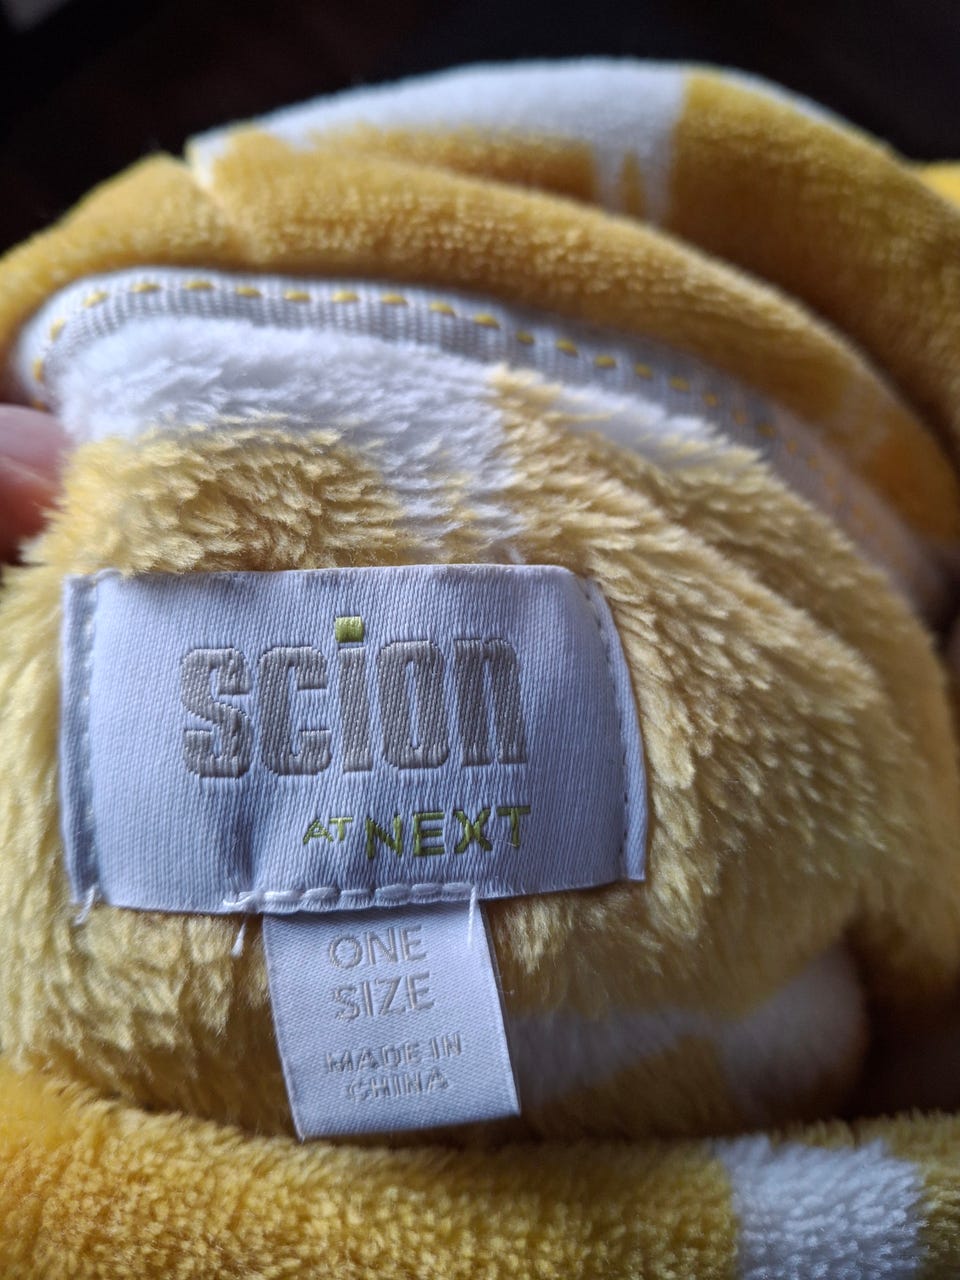 scion
AT NEXT
ONE
SIZE
MADE IN
CHINA